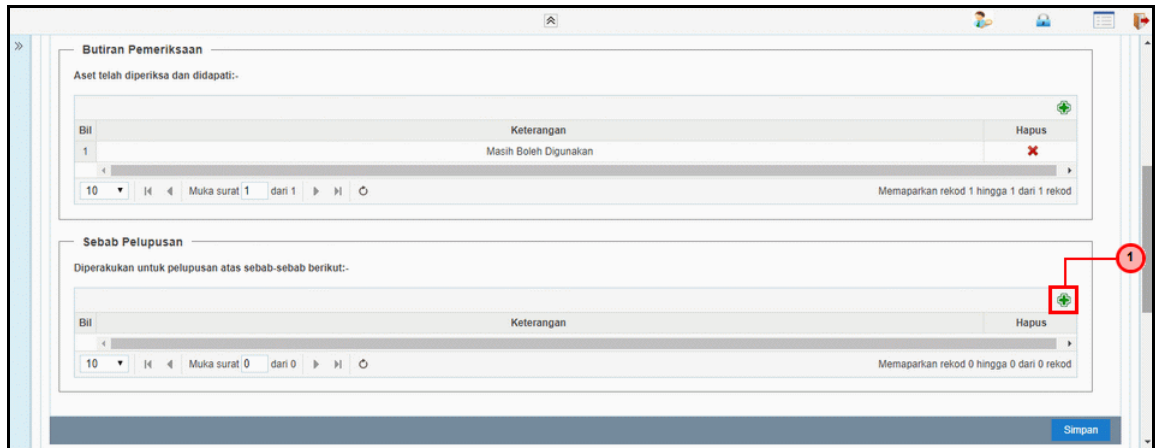 Butiran Pemeriksaan
Aset telah diperiksa dan didapati:-
Bil Keterangan Hapus
1 Masih Boleh Digunakan
10 Muka surat 1 dari 1 Memaparkan rekod 1 hingga 1 dari 1 rekod
Sebab Pelupusan
Diperakukan untuk pelupusan atas sebab-sebab berikut:-
1
Bil Keterangan Hapus
10 Muka surat 0 dari 0 Memaparkan rekod 0 hingga 0 dari 0 rekod
Simpan